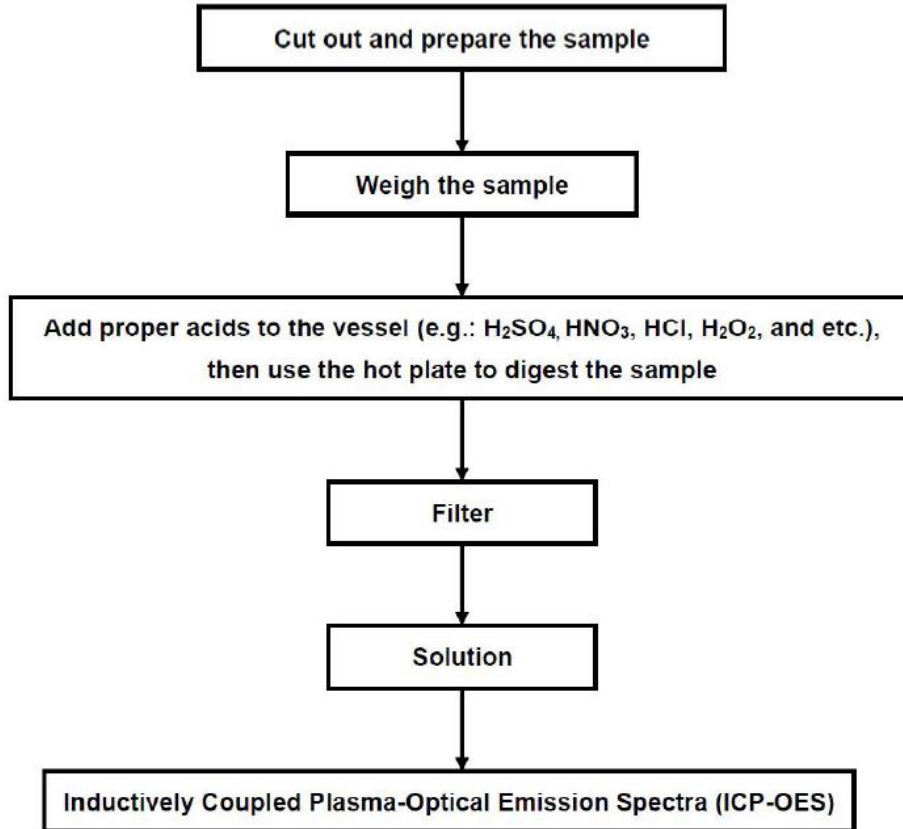 Cut out and prepare the sample
Weigh the sample
Add proper acids to the vessel (e.g.: H₂SO₄, HNO₃, HCl, H₂O₂, and etc.),
then use the hot plate to digest the sample
Filter
Solution
Inductively Coupled Plasma-Optical Emission Spectra (ICP-OES)